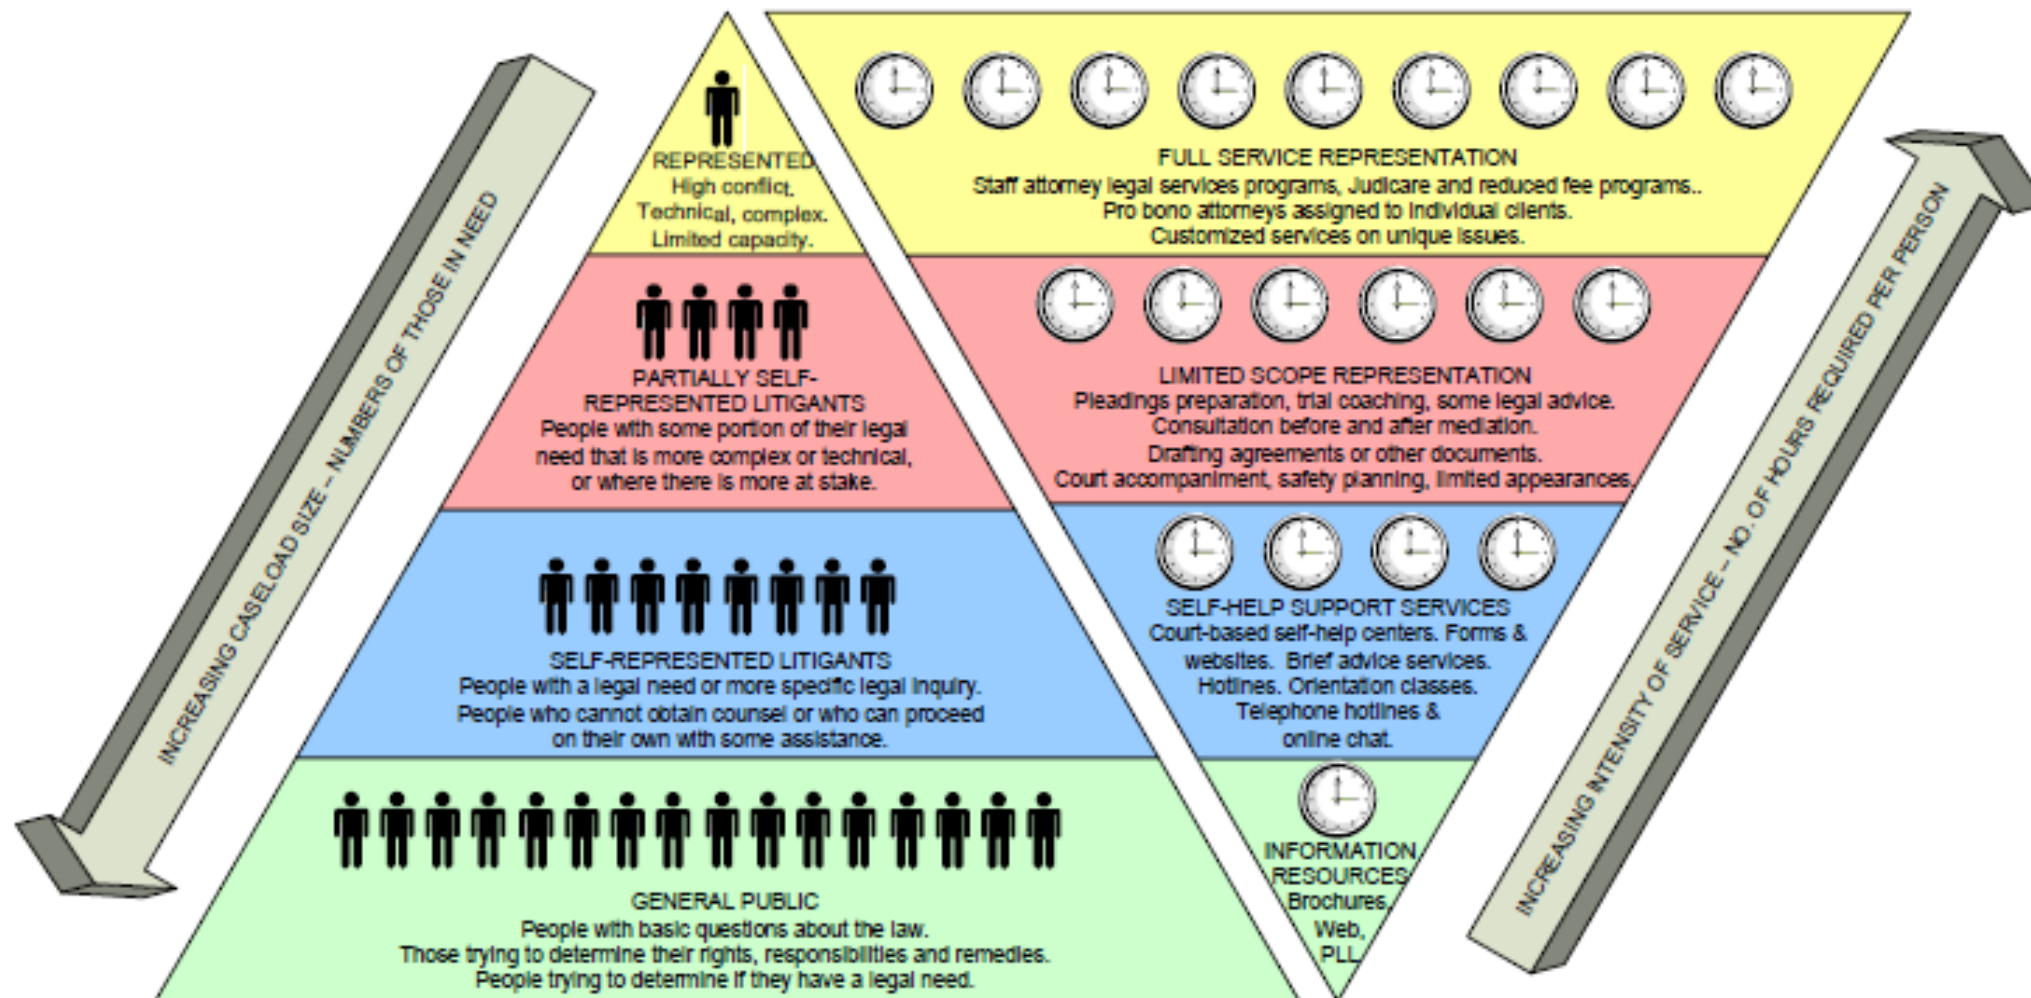 INCREASING CASELOAD SIZE – NUMBERS OF THOSE IN NEED
REPRESENTED
High conflict.
Technical, complex.
Limited capacity.
PARTIALLY SELF-
REPRESENTED LITIGANTS
People with some portion of their legal
need that is more complex or technical,
or where there is more at stake.
SELF-REPRESENTED LITIGANTS
People with a legal need or more specific legal inquiry.
People who cannot obtain counsel or who can proceed
on their own with some assistance.
GENERAL PUBLIC
People with basic questions about the law.
Those trying to determine their rights, responsibilities and remedies.
People trying to determine if they have a legal need.
FULL SERVICE REPRESENTATION
Staff attorney legal services programs, Judicare and reduced fee programs..
Pro bono attorneys assigned to individual clients.
Customized services on unique issues.
LIMITED SCOPE REPRESENTATION
Pleadings preparation, trial coaching, some legal advice.
Consultation before and after mediation.
Drafting agreements or other documents.
Court accompaniment, safety planning, limited appearances.
SELF-HELP SUPPORT SERVICES
Court-based self-help centers. Forms &
websites. Brief advice services.
Hotlines. Orientation classes.
Telephone hotlines &
online chat.
INFORMATION
RESOURCES
Brochures,
Web,
PLL
INCREASING INTENSITY OF SERVICE – NO. OF HOURS REQUIRED PER PERSON